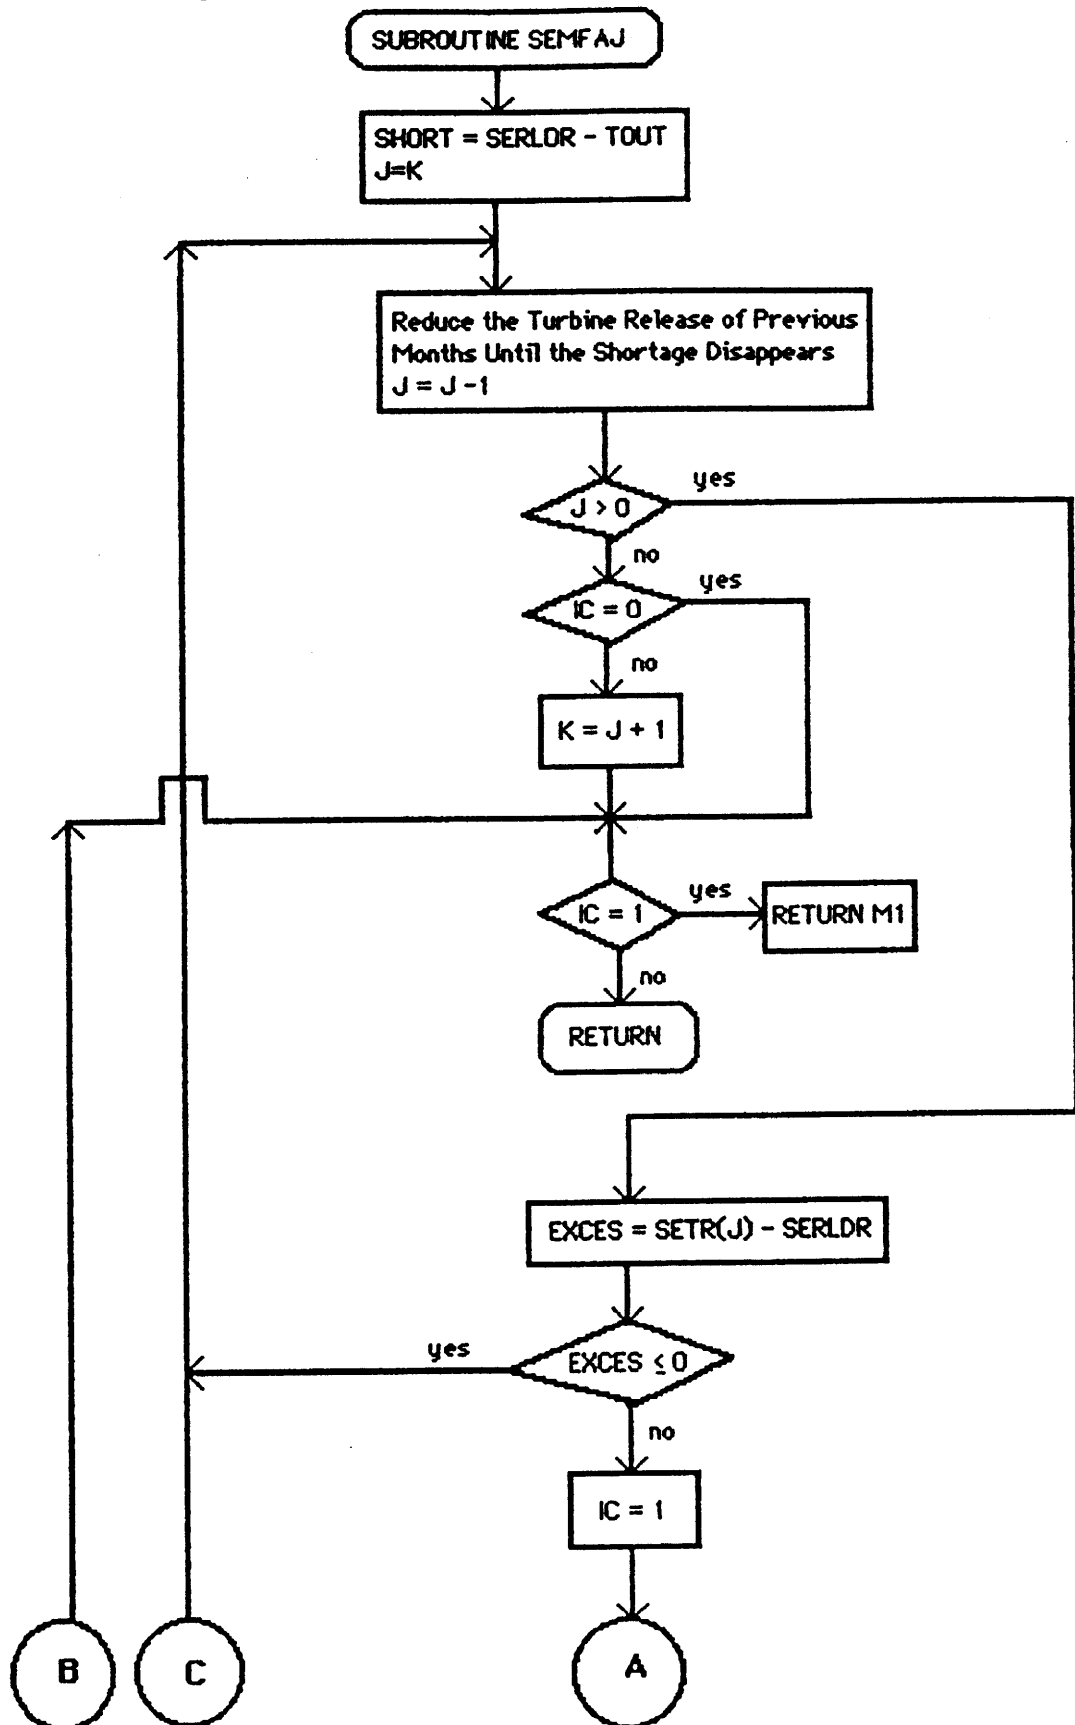 SUBROUTINE SEMFAJ
SHORT = SERLDR - TOUT
J=K
Reduce the Turbine Release of Previous
Months Until the Shortage Disappears
J = J -1
J > 0
yes
no
IC = 0
yes
no
K = J + 1
IC = 1
yes
RETURN M1
no
RETURN
EXCES = SETR(J) - SERLDR
EXCES ≤ 0
yes
no
IC = 1
B
C
A